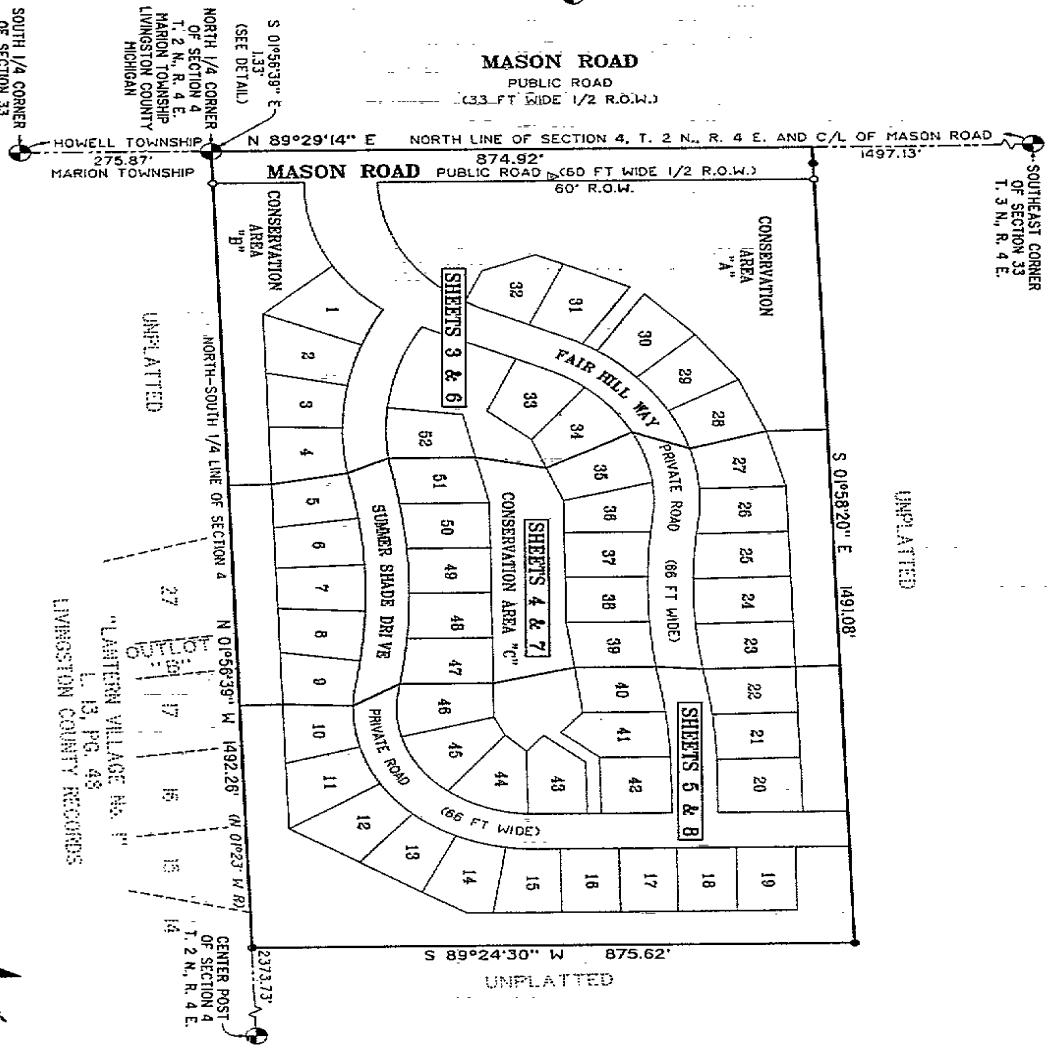 MASON ROAD
PUBLIC ROAD
(33 FT WIDE 1/2 R.O.W.)
S 01°56'39" E
1.33'
(SEE DETAIL)
NORTH 1/4 CORNER
OF SECTION 4
T. 2 N., R. 4 E.
MARION TOWNSHIP
LIVINGSTON COUNTY
MICHIGAN
SOUTH 1/4 CORNER
OF SECTION 33
HOWELL TOWNSHIP
275.87'
MARION TOWNSHIP
N 89°29'14" E
NORTH LINE OF SECTION 4, T. 2 N., R. 4 E. AND C/L OF MASON ROAD
874.92'
1497.13'
SOUTHEAST CORNER
OF SECTION 33
T. 3 N., R. 4 E.
MASON ROAD PUBLIC ROAD (60 FT WIDE 1/2 R.O.W.)
60' R.O.W.
CONSERVATION
AREA
"B"
CONSERVATION
AREA
"A"
SHEETS 3 & 6
FAIR HILL WAY
PRIVATE ROAD
(66 FT WIDE)
1
2
3
4
5
6
7
8
9
10
11
12
13
14
15
16
17
18
19
20
21
22
23
24
25
26
27
28
29
30
31
32
33
34
35
36
37
38
39
40
41
42
43
44
45
46
47
48
49
50
51
52
SHEETS 4 & 7
CONSERVATION AREA "C"
SUMMER SHADE DRIVE
PRIVATE ROAD
(66 FT WIDE)
SHEETS 5 & 8
UNPLATTED
S 01°58'20" E 1491.08'
UNPLATTED
NORTH-SOUTH 1/4 LINE OF SECTION 4
N 01°56'39" W 1492.26' (N 01°23' W R)
27
OUTLOT
"B"
17
16
15
14
"LANTERN VILLAGE No. 1"
L. 13, PG. 48
LIVINGSTON COUNTY RECORDS
S 89°24'30" W 875.62'
UNPLATTED
2373.73'
CENTER POST
OF SECTION 4
T. 2 N., R. 4 E.